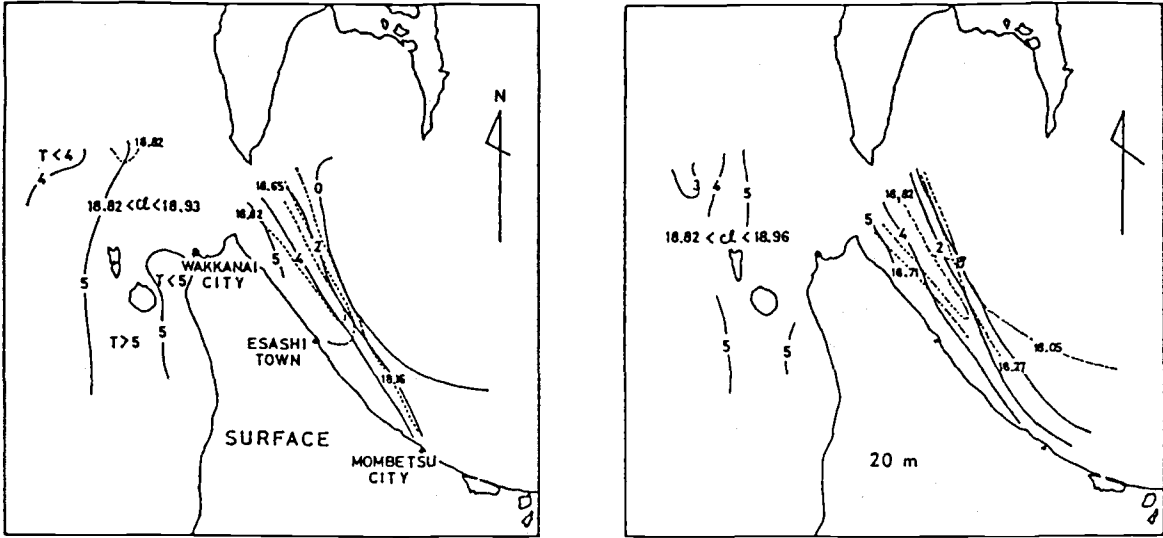 N
18.82
T<4
4
18.65
0
18.82 <cl< 18.93
18.82
2
5
4
WAKKANAI
CITY
T<5
5
5
T>5
ESASHI
TOWN
18.16
SURFACE
MOMBETSU
CITY
N
3
4
5
18.82
5
4
18.82 < cl < 18.96
2
18.71
5
5
18.05
18.27
20 m